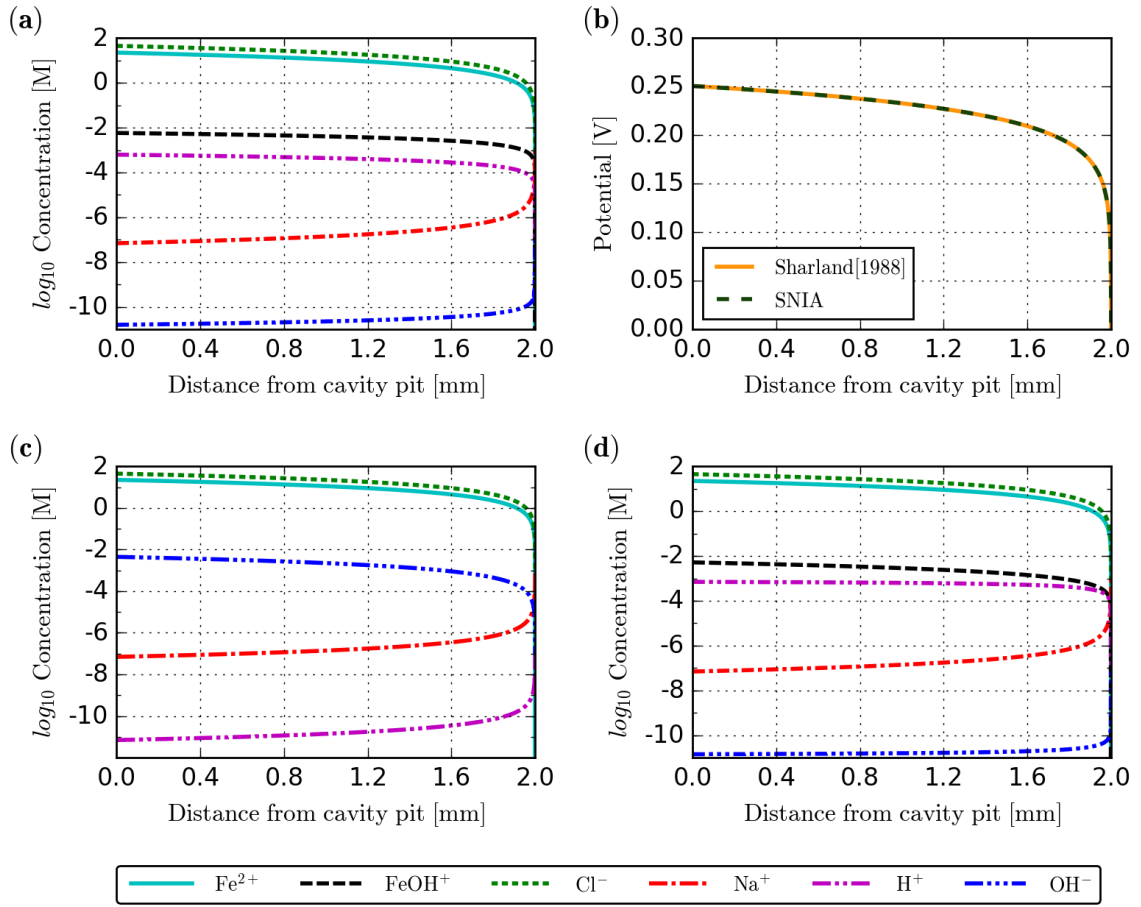 (a)
log₁₀ Concentration [M]
2
0
-2
-4
-6
-8
-10
0.0 0.4 0.8 1.2 1.6 2.0
Distance from cavity pit [mm]
(b)
Potential [V]
0.30
0.25
0.20
0.15
0.10
0.05
0.00
Sharland[1988]
SNIA
0.0 0.4 0.8 1.2 1.6 2.0
Distance from cavity pit [mm]
(c)
log₁₀ Concentration [M]
2
0
-2
-4
-6
-8
-10
0.0 0.4 0.8 1.2 1.6 2.0
Distance from cavity pit [mm]
(d)
log₁₀ Concentration [M]
2
0
-2
-4
-6
-8
-10
0.0 0.4 0.8 1.2 1.6 2.0
Distance from cavity pit [mm]
Fe²⁺ FeOH⁺ Cl⁻ Na⁺ H⁺ OH⁻